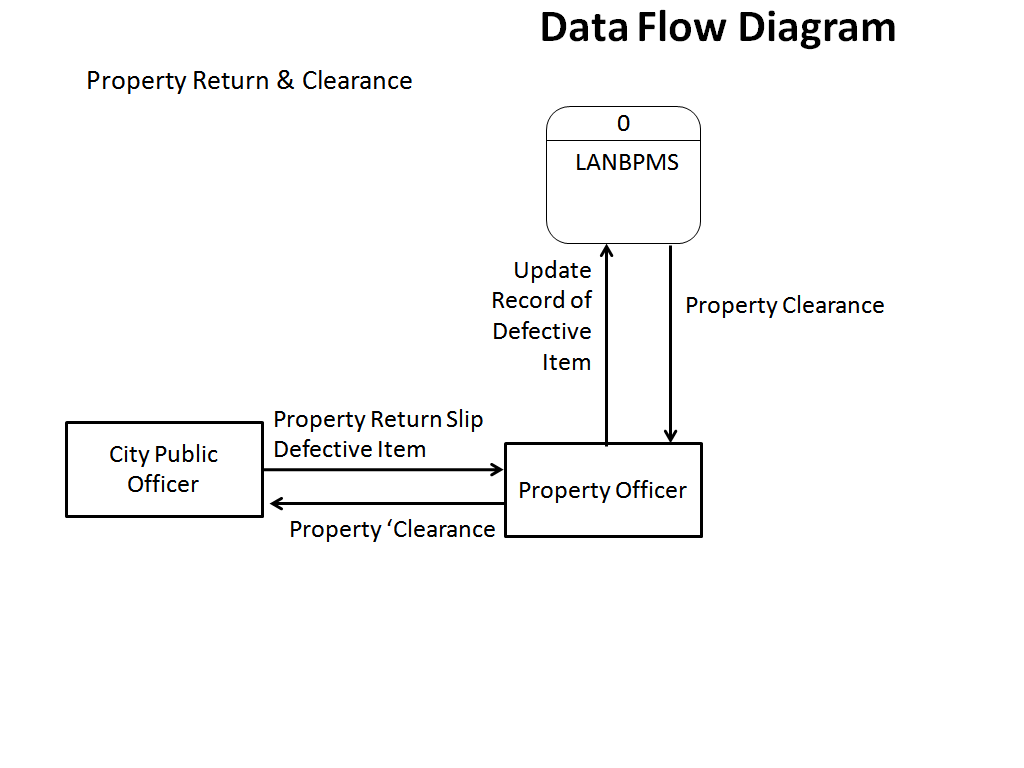 Data Flow Diagram
Property Return & Clearance
0
LANBPMS
Update
Record of
Defective
Item
Property Clearance
Property Return Slip
Defective Item
City Public
Officer
Property Officer
Property ‘Clearance